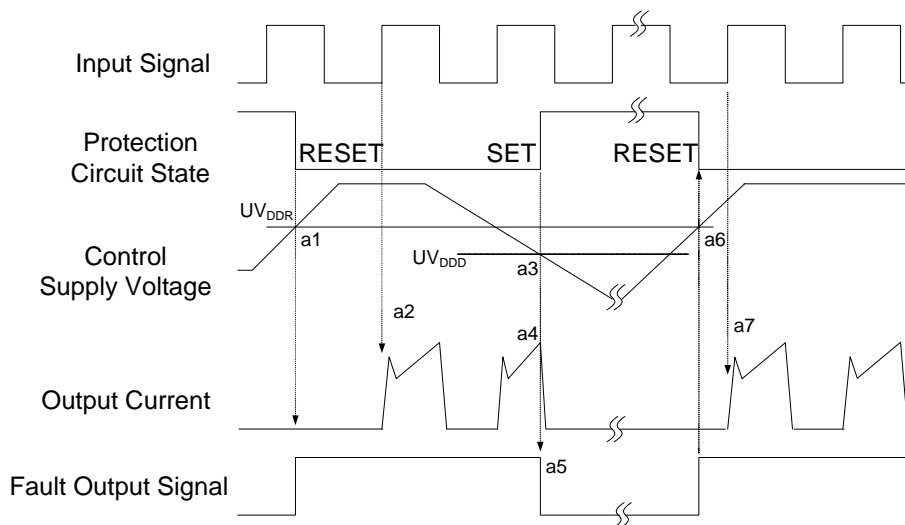 Input Signal
Protection
Circuit State
RESET
SET
RESET
UVDDR
a1
a6
Control
Supply Voltage
UVDDD
a3
a2
a4
a7
Output Current
a5
Fault Output Signal